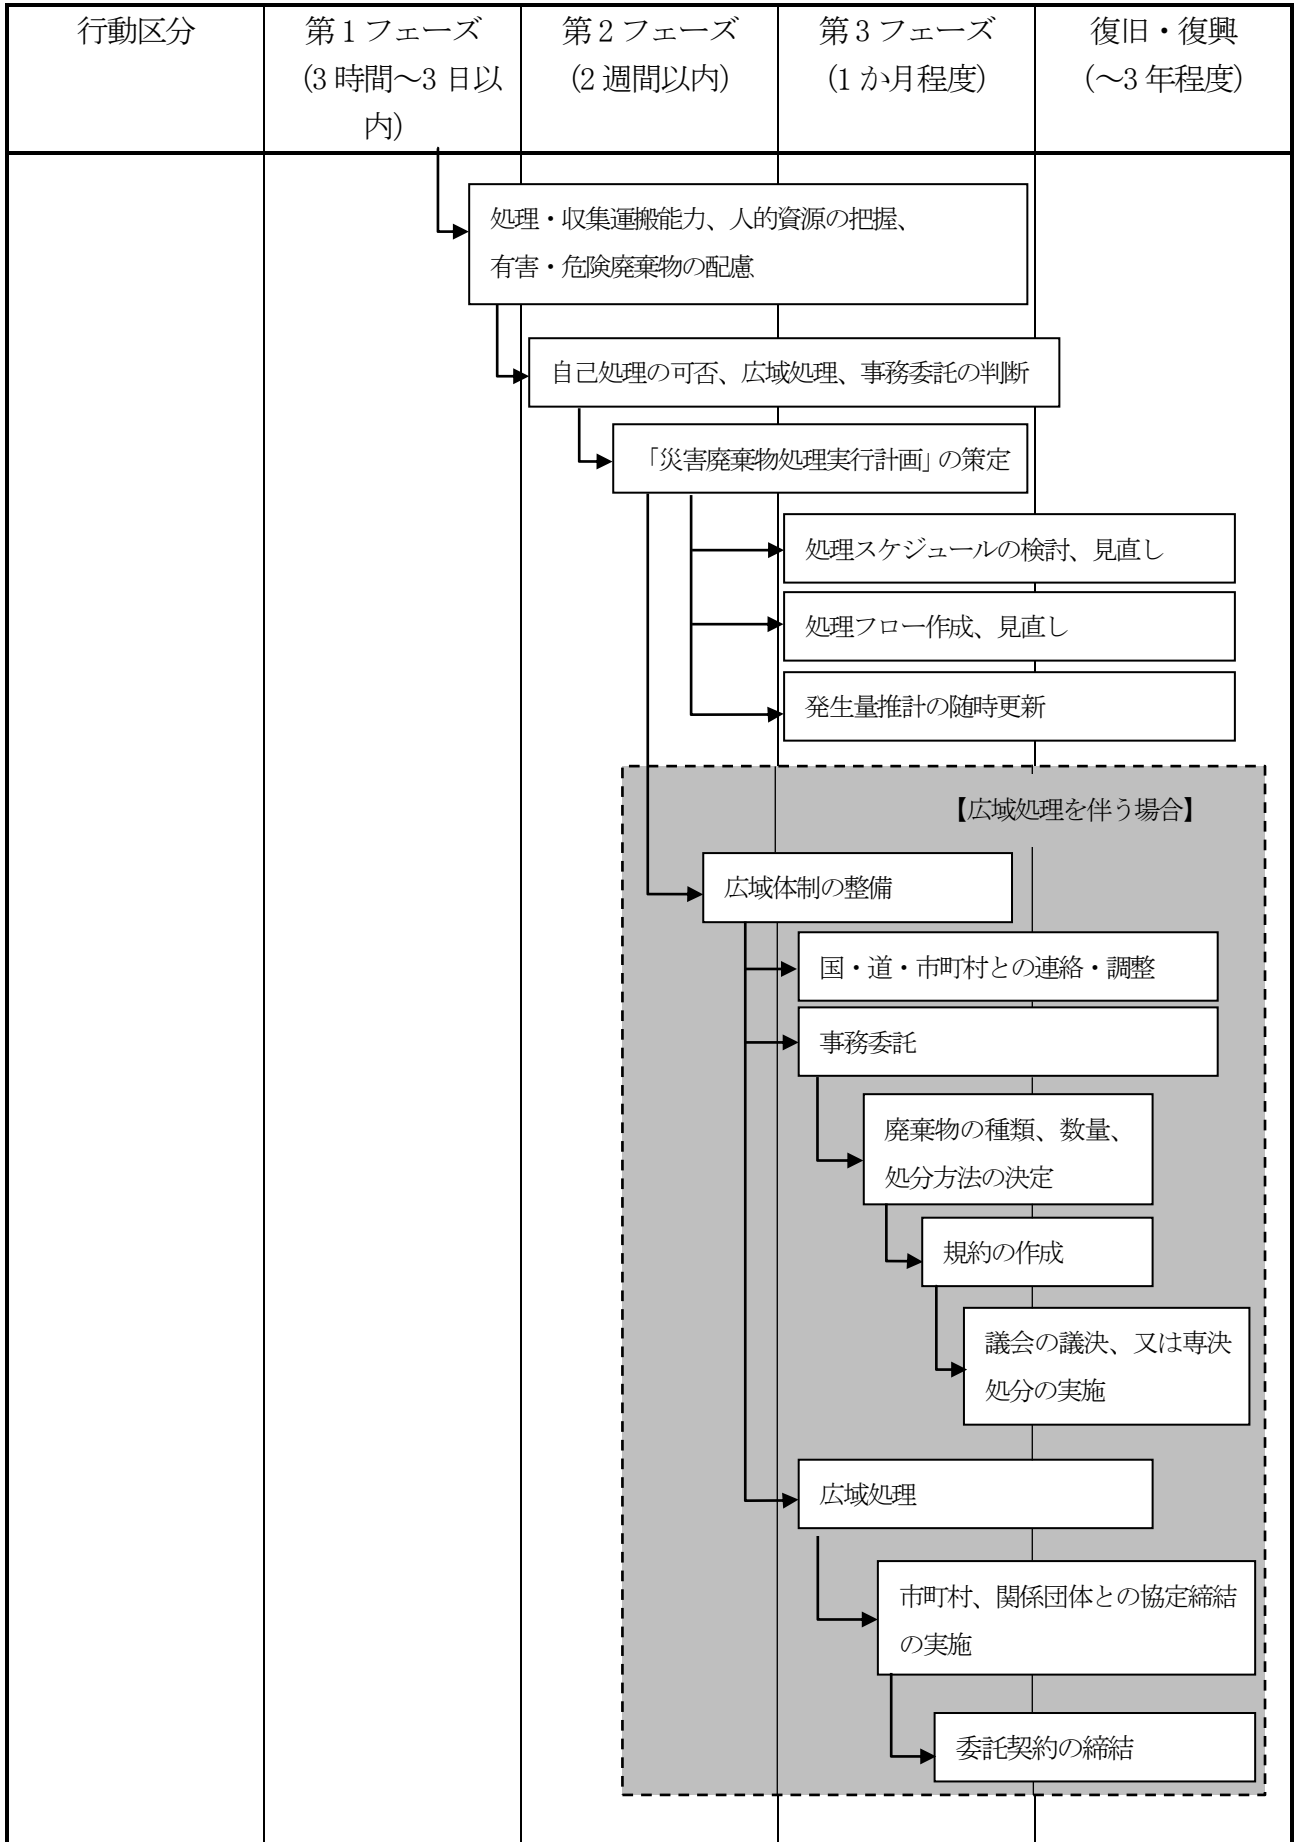 行動区分
第1フェーズ
(3時間～3日以
内)
第2フェーズ
(2週間以内)
第3フェーズ
(1か月程度)
復旧・復興
(～3年程度)
処理・収集運搬能力、人的資源の把握、
有害・危険廃棄物の配慮
自己処理の可否、広域処理、事務委託の判断
「災害廃棄物処理実行計画」の策定
処理スケジュールの検討、見直し
処理フロー作成、見直し
発生量推計の随時更新
【広域処理を伴う場合】
広域体制の整備
国・道・市町村との連絡・調整
事務委託
廃棄物の種類、数量、
処分方法の決定
規約の作成
議会の議決、又は専決
処分の実施
広域処理
市町村、関係団体との協定締結
の実施
委託契約の締結